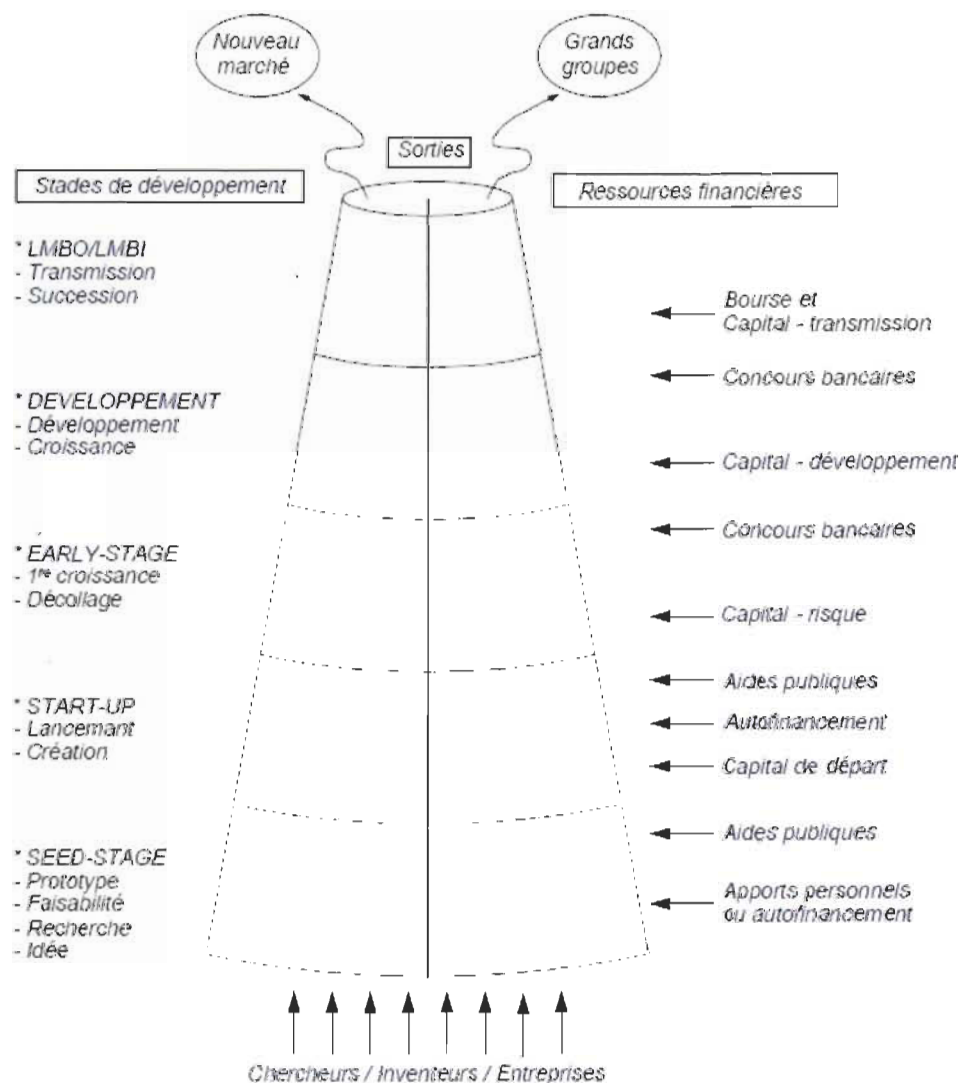 Nouveau
marché
Grands
groupes
Sorties
Stades de développement
Ressources financières
* LMBO/LMBI
- Transmission
- Succession
Bourse et
Capital - transmission
Concours bancaires
* DEVELOPPEMENT
- Développement
- Croissance
Capital - développement
Concours bancaires
* EARLY-STAGE
- 1re croissance
- Décollage
Capital - risque
Aides publiques
* START-UP
- Lancemant
- Création
Autofinancement
Capital de départ
Aides publiques
* SEED-STAGE
- Prototype
- Faisabilité
- Recherche
- Idée
Apports personnels
ou autofinancement
Chercheurs / Inventeurs / Entreprises